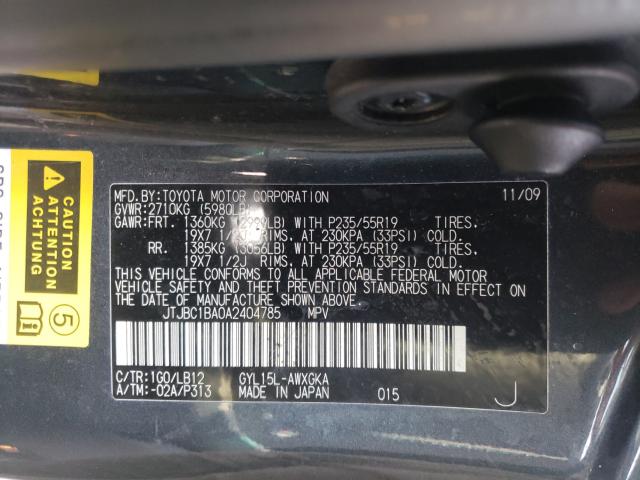 CAUTION
ATTENTION
ACHTUNG
5
MFD. BY: TOYOTA MOTOR CORPORATION 11/09
GVWR: 2710KG (5980LB)
GAWR: FRT. 1360KG LB) WITH P235/55R19 TIRES.
19X7 1/2J RIMS. AT 230KPA (33PSI) COLD.
RR. 1385KG (3056LB) WITH P235/55R19 TIRES.
19X7 1/2J RIMS. AT 230KPA (33PSI) COLD.
THIS VEHICLE CONFORMS TO ALL APPLICABLE FEDERAL MOTOR
VEHICLE SAFETY AND THEFT PREVENTION STANDARDS IN EFFECT
ON THE DATE OF MANUFACTURE SHOWN ABOVE.
JTJBC1BA0A2404785 MPV
C/TR: 1G0/LB12 GYL15L-AWXGKA
A/TM: -02A/P313 MADE IN JAPAN 015 J